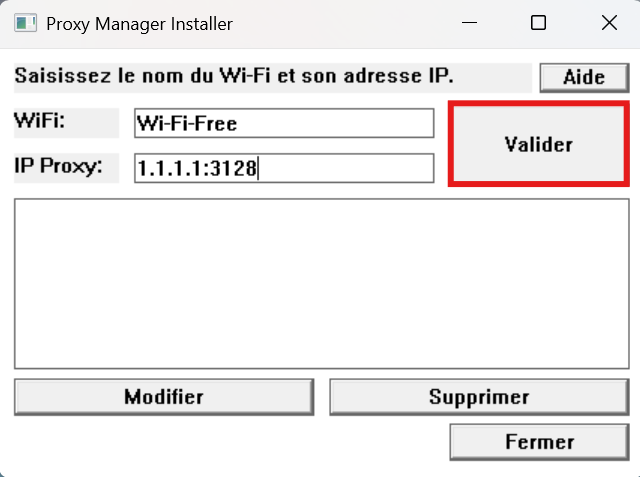 Proxy Manager Installer
Saisissez le nom du Wi-Fi et son adresse IP.
Aide
WiFi:
Wi-Fi-Free
Valider
IP Proxy:
1.1.1.1:3128
Modifier
Supprimer
Fermer